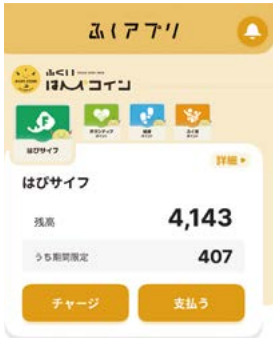 ふくアプリ
ふくい
はぴコイン
はぴサイフ
詳細
はぴサイフ
残高
4,143
うち期間限定
407
チャージ
支払う